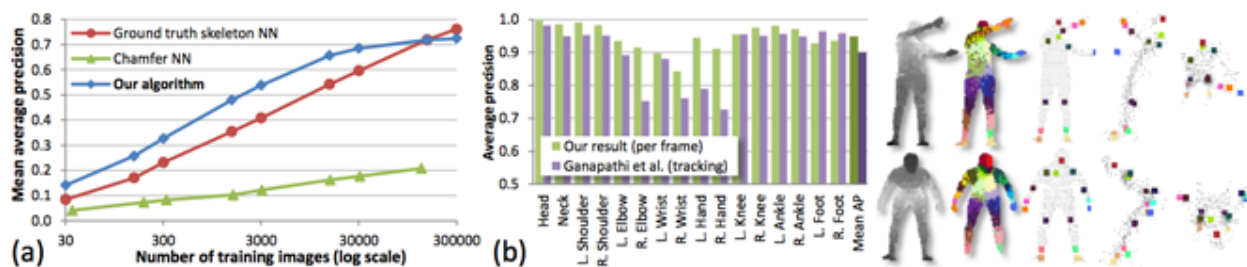 0.8
0.7
0.6
0.5
0.4
0.3
0.2
0.1
0.0
Mean average precision
Ground truth skeleton NN
Chamfer NN
Our algorithm
30
300
3000
30000
300000
Number of training images (log scale)
(a)
1.0
0.9
0.8
0.7
0.6
0.5
Average precision
Our result (per frame)
Ganapathi et al. (tracking)
Head
Neck
L. Shoulder
R. Shoulder
L. Elbow
R. Elbow
L. Wrist
R. Wrist
L. Hand
R. Hand
L. Knee
R. Knee
L. Ankle
R. Ankle
L. Foot
R. Foot
Mean AP
(b)